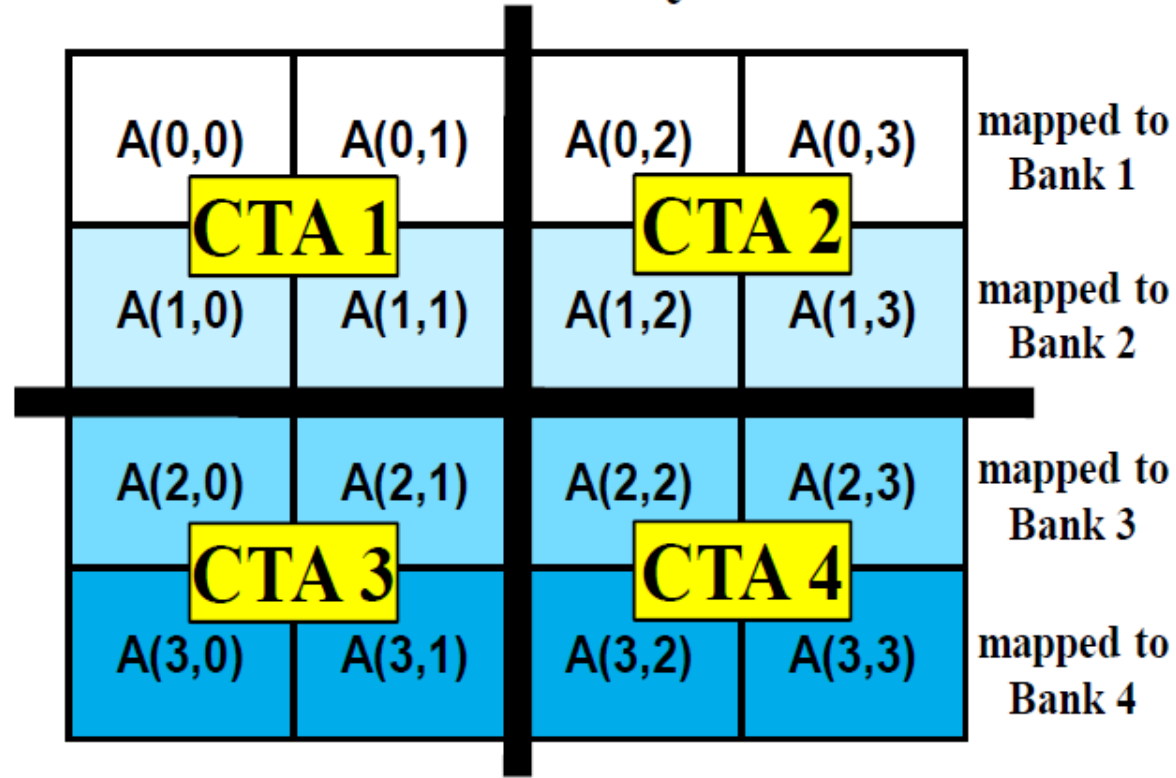 A(0,0) A(0,1) A(0,2) A(0,3)
mapped to
Bank 1
CTA 1 CTA 2
A(1,0) A(1,1) A(1,2) A(1,3)
mapped to
Bank 2
A(2,0) A(2,1) A(2,2) A(2,3)
mapped to
Bank 3
CTA 3 CTA 4
A(3,0) A(3,1) A(3,2) A(3,3)
mapped to
Bank 4